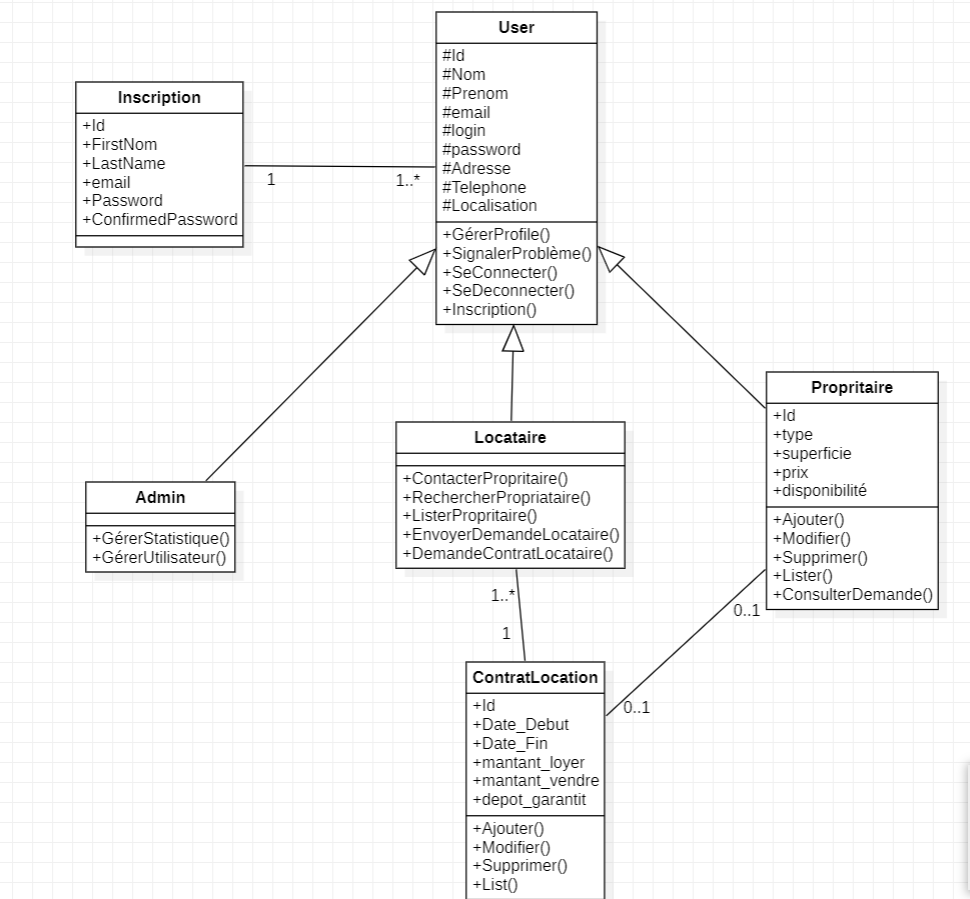 User
#Id
#Nom
#Prenom
#email
#login
#password
#Adresse
#Telephone
#Localisation
+GérerProfile()
+SignalerProblème()
+SeConnecter()
+SeDeconnecter()
+Inscription()
Inscription
+Id
+FirstNom
+LastName
+email
+Password
+ConfirmedPassword
1
1..*
Propritaire
+Id
+type
+superficie
+prix
+disponibilité
+Ajouter()
+Modifier()
+Supprimer()
+Lister()
+ConsulterDemande()
Locataire
+ContacterPropritaire()
+RechercherPropriataire()
+ListerPropritaire()
+EnvoyerDemandeLocataire()
+DemandeContratLocataire()
Admin
+GérerStatistique()
+GérerUtilisateur()
1..*
1
0..1
0..1
ContratLocation
+Id
+Date_Debut
+Date_Fin
+mantant_loyer
+mantant_vendre
+depot_garantit
+Ajouter()
+Modifier()
+Supprimer()
+List()